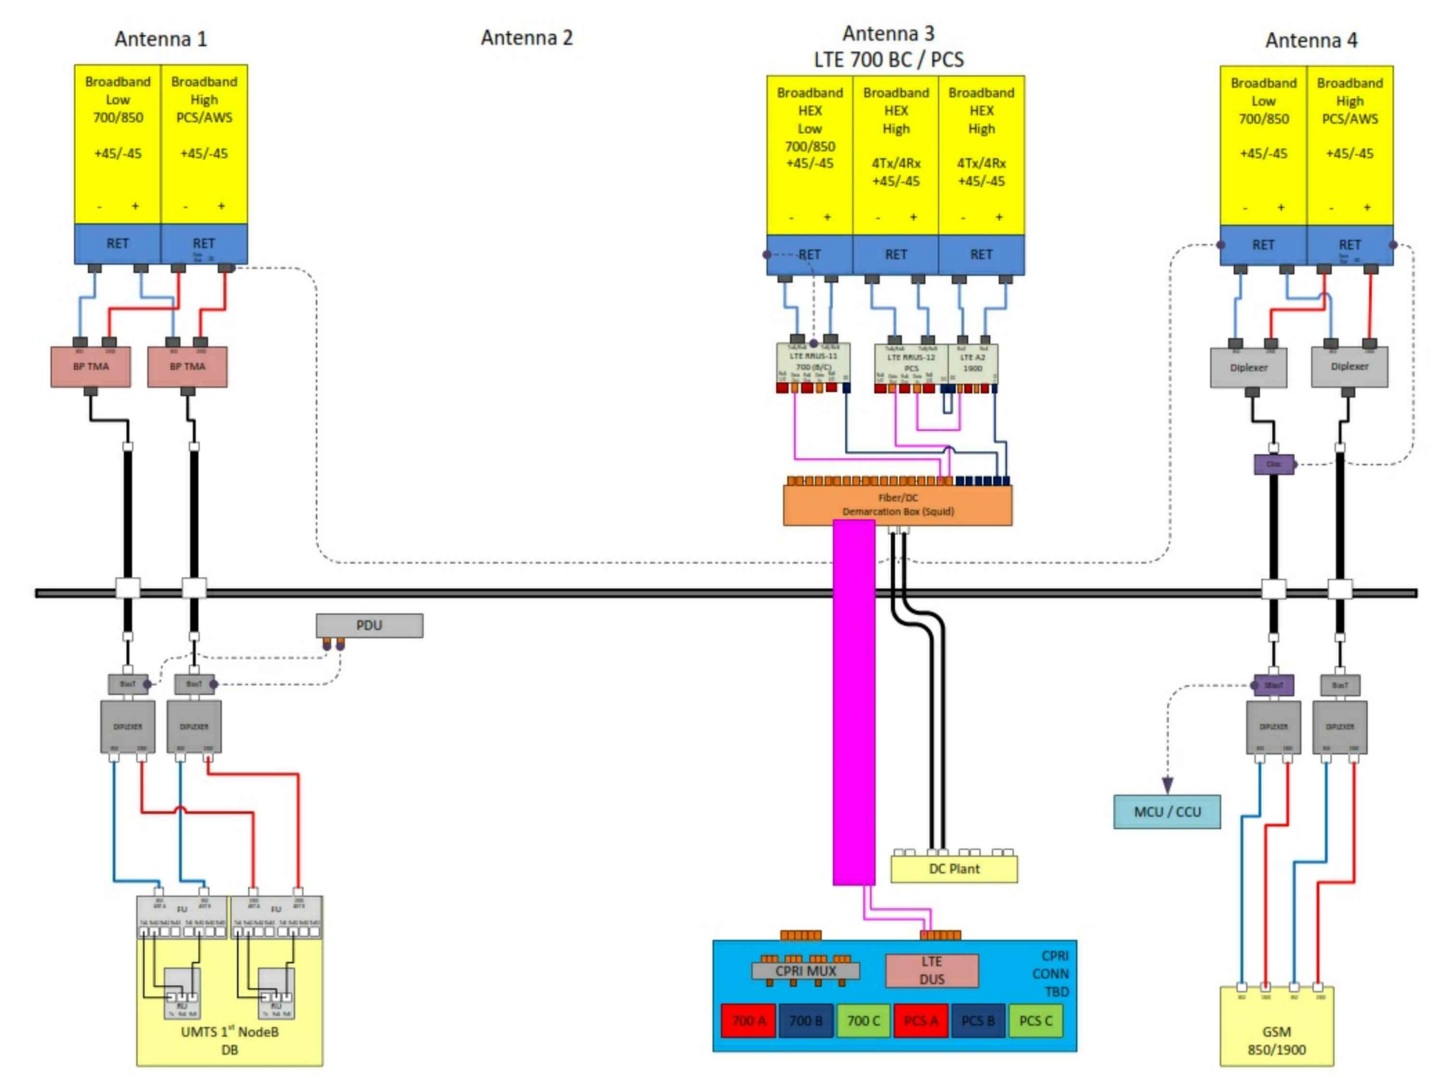 Antenna 1
Antenna 2
Antenna 3
LTE 700 BC / PCS
Antenna 4
Broadband
Low
700/850
+45/-45
- +
Broadband
High
PCS/AWS
+45/-45
- +
RET
RET
Broadband
HEX
Low
700/850
+45/-45
- +
Broadband
HEX
High
4Tx/4Rx
+45/-45
- +
Broadband
HEX
High
4Tx/4Rx
+45/-45
- +
RET
RET
RET
Broadband
Low
700/850
+45/-45
- +
Broadband
High
PCS/AWS
+45/-45
- +
RET
RET
BP TMA
BP TMA
LTE RRUS-11
700 (B/C)
LTE RRUS-12
PCS
LTE A2
1900
Diplexer
Diplexer
Fiber/DC
Demarcation Box (Squid)
PDU
BiasT
BiasT
DIPLEXER
DIPLEXER
SBiasT
BiasT
DIPLEXER
DIPLEXER
MCU / CCU
DC Plant
FU
FU
RU
RU
UMTS 1st NodeB
DB
CPRI MUX
LTE
DUS
CPRI
CONN
TBD
700 A
700 B
700 C
PCS A
PCS B
PCS C
GSM
850/1900